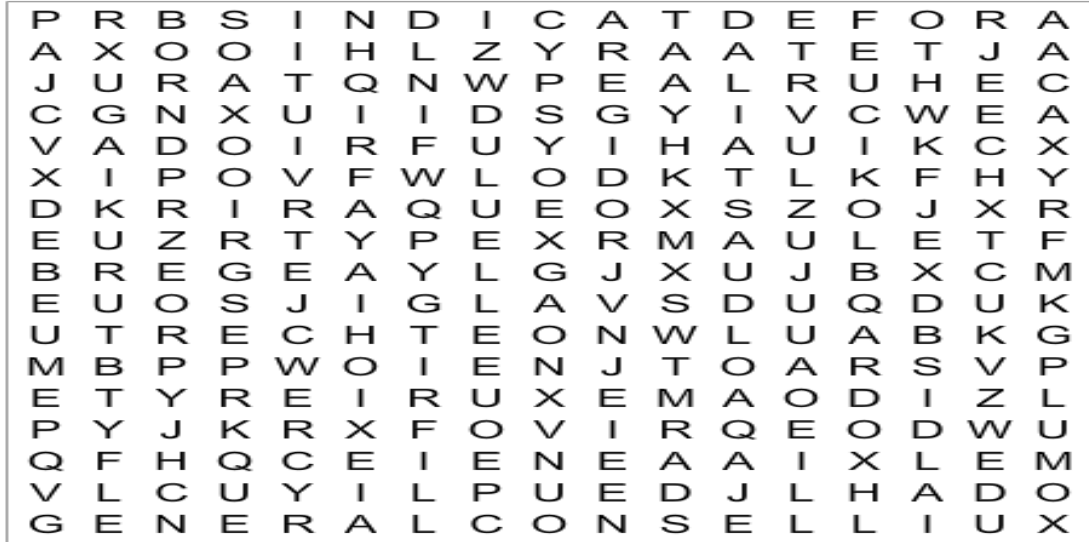 P R B S I N D I C A T D E F O R A
A X O O I H L Z Y R A A T E T J A
J U R A T Q N W P E A L R U H E C
C G N X U I I D S G Y I V C W E A
V A D O I R F U Y I H A U I K C X
X I P O V F W L O D K T L K F H Y
D K R I R A Q U E O X S Z O J X R
E U Z R T Y P E X R M A U L E T F
B R E G E A Y L G J X U J B X C M
E U O S J I G L A V S D U Q D U K
U T R E C H T E O N W L U A B K G
M B P P W O I E N J T O A R S V P
E T Y R E I R U X E M A O D I Z L
P Y J K R X F O V I R Q E O D W U
Q F H Q C E I E N E A A I X L E M
V L C U Y I L P U E D J L H A D O
G E N E R A L C O N S E L L I U X